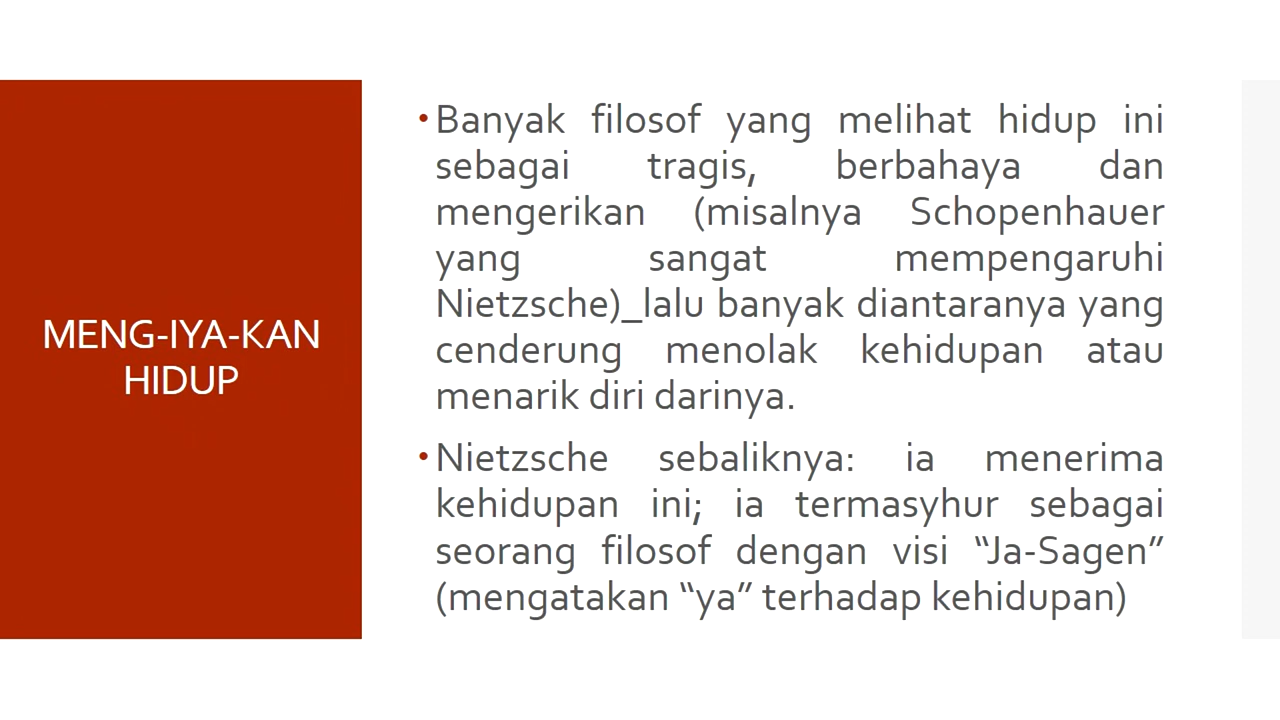 MENG-IYA-KAN
HIDUP
•Banyak filosof yang melihat hidup ini
sebagai tragis, berbahaya dan
mengerikan (misalnya Schopenhauer
yang sangat mempengaruhi
Nietzsche)_lalu banyak diantaranya yang
cenderung menolak kehidupan atau
menarik diri darinya.
•Nietzsche sebaliknya: ia menerima
kehidupan ini; ia termasyhur sebagai
seorang filosof dengan visi “Ja-Sagen”
(mengatakan “ya” terhadap kehidupan)